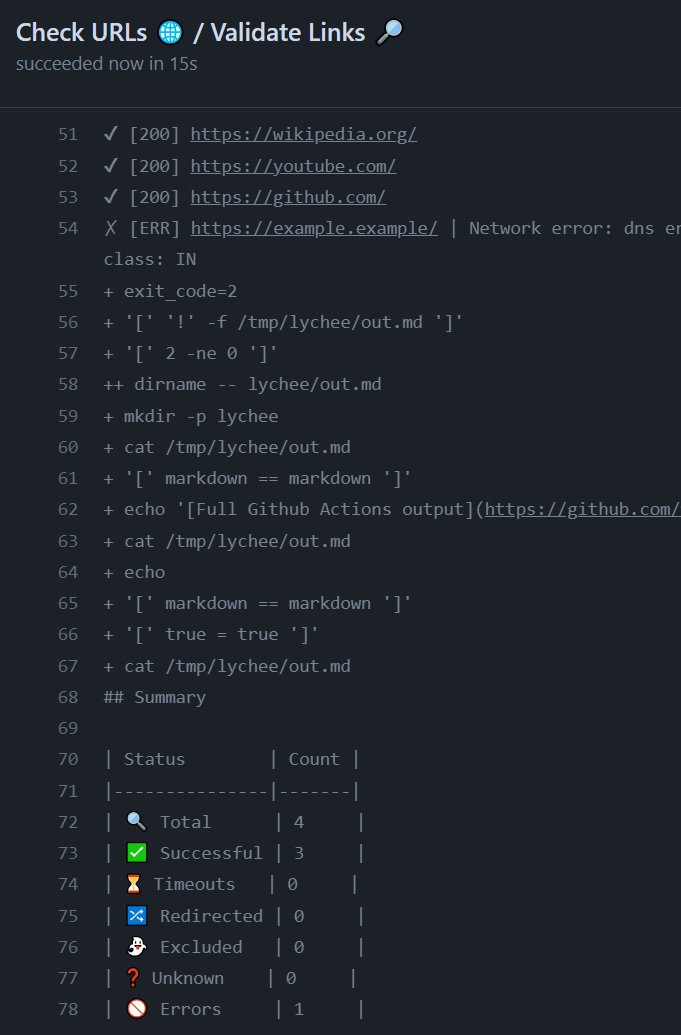 Check URLs 🌐 / Validate Links 🔎
succeeded now in 15s
51 ✔ [200] https://wikipedia.org/
52 ✔ [200] https://youtube.com/
53 ✔ [200] https://github.com/
54 ✗ [ERR] https://example.example/ | Network error: dns er
class: IN
55 + exit_code=2
56 + '[' '!' -f /tmp/lychee/out.md ']'
57 + '[' 2 -ne 0 ']'
58 ++ dirname -- lychee/out.md
59 + mkdir -p lychee
60 + cat /tmp/lychee/out.md
61 + '[' markdown == markdown ']'
62 + echo '[Full Github Actions output](https://github.com/
63 + cat /tmp/lychee/out.md
64 + echo
65 + '[' markdown == markdown ']'
66 + '[' true = true ']'
67 + cat /tmp/lychee/out.md
68 ## Summary
69
70 | Status        | Count |
71 |---------------|-------|
72 | 🔍 Total      | 4     |
73 | ✅ Successful | 3     |
74 | ⏳ Timeouts   | 0     |
75 | 🔀 Redirected | 0     |
76 | 👻 Excluded   | 0     |
77 | ❓ Unknown    | 0     |
78 | 🚫 Errors     | 1     |